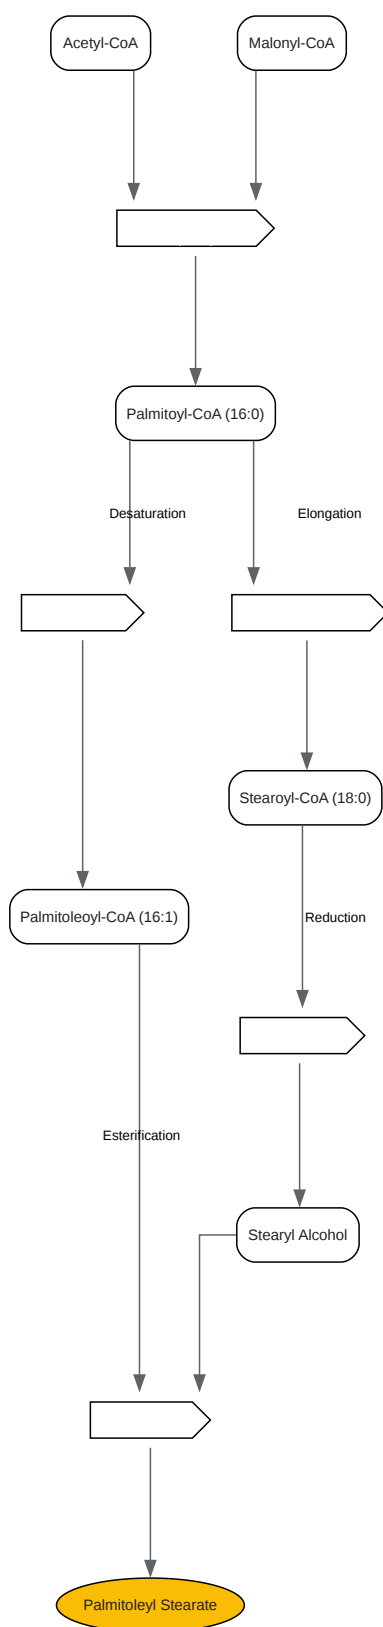 Acetyl-CoA
Malonyl-CoA
Palmitoyl-CoA (16:0)
Desaturation
Elongation
Stearoyl-CoA (18:0)
Palmitoleoyl-CoA (16:1)
Reduction
Esterification
Stearyl Alcohol
Palmitoleyl Stearate